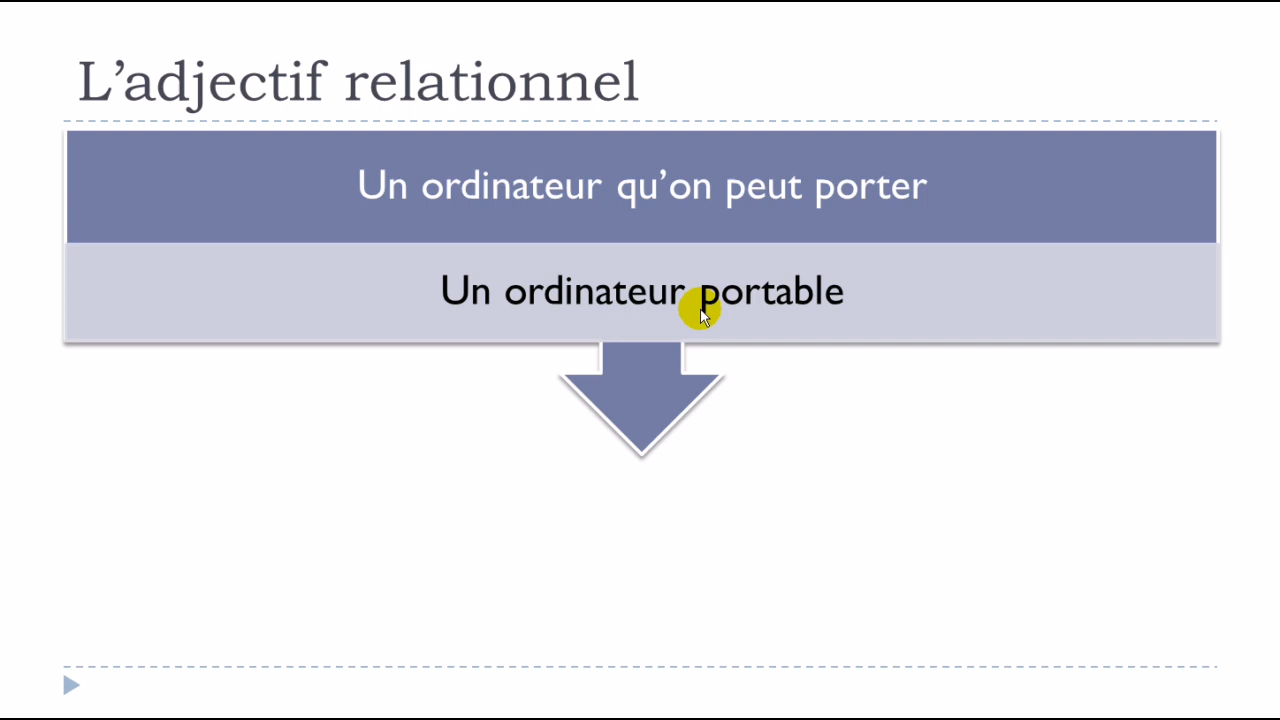 L’adjectif relationnel
Un ordinateur qu’on peut porter
Un ordinateur portable